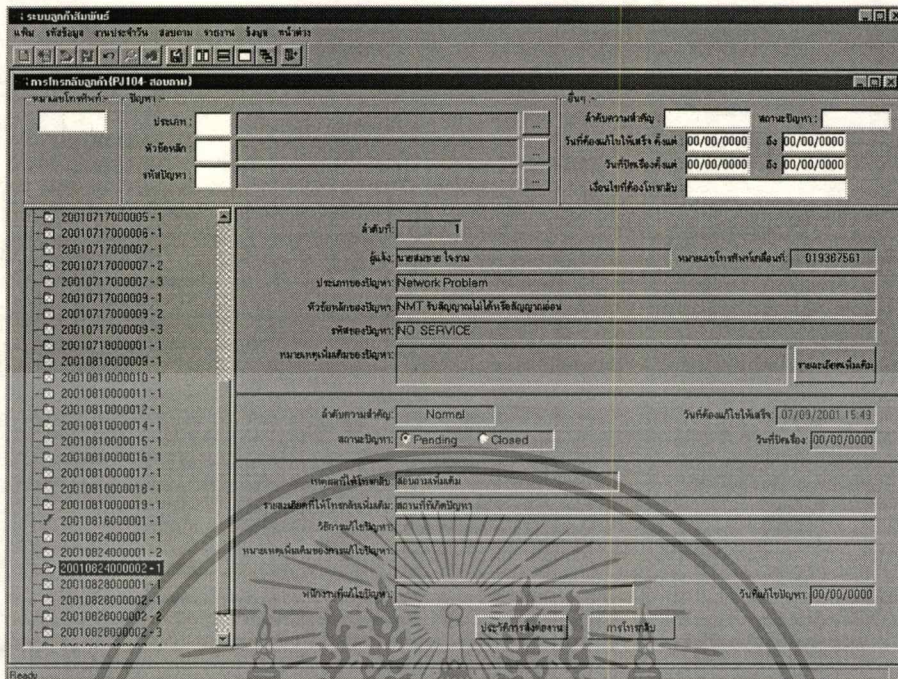 ระบบลูกค้าสัมพันธ์
แฟ้ม รหัสข้อมูล งานประจำวัน สอบถาม รายงาน ข้อมูล หน้าต่าง
การโทรกลับลูกค้า(PJ104- สอบถาม)
หมายเลขโทรศัพท์ :-
ปัญหา :-
ประเภท :
...
หัวข้อหลัก :
...
รหัสปัญหา :
...
อื่นๆ :-
ลำดับความสำคัญ สถานะปัญหา :
วันที่ต้องแก้ไขให้เสร็จ ตั้งแต่ : 00/00/0000 ถึง 00/00/0000
วันที่ปิดเรื่องตั้งแต่ : 00/00/0000 ถึง 00/00/0000
เงื่อนไขที่ต้องโทรกลับ :
20010717000005 - 1
20010717000006 - 1
20010717000007 - 1
20010717000007 - 2
20010717000007 - 3
20010717000009 - 1
20010717000009 - 2
20010717000009 - 3
20010718000001 - 1
20010810000009 - 1
20010810000010 - 1
20010810000011 - 1
20010810000012 - 1
20010810000014 - 1
20010810000015 - 1
20010810000016 - 1
20010810000017 - 1
20010810000018 - 1
20010810000019 - 1
20010816000001 - 1
20010824000001 - 1
20010824000001 - 2
20010824000002 - 1
20010828000001 - 1
20010828000002 - 1
20010828000002 - 2
20010828000002 - 3
ลำดับที่: 1
ผู้แจ้ง: นายสมชาย ใจงาม หมายเลขโทรศัพท์เคลื่อนที่: 019387561
ประเภทของปัญหา: Network Problem
หัวข้อหลักของปัญหา: NMT รับสัญญาณไม่ได้หรือสัญญาณอ่อน
รหัสของปัญหา: NO SERVICE
หมายเหตุเพิ่มเติมของปัญหา:
รายละเอียดเพิ่มเติม
ลำดับความสำคัญ: Normal วันที่ต้องแก้ไขให้เสร็จ: 07/09/2001 15:49
สถานะปัญหา: Pending Closed วันที่ปิดเรื่อง: 00/00/0000
เหตุผลที่ให้โทรกลับ: สอบถามเพิ่มเติม
รายละเอียดที่ให้โทรกลับเพิ่มเติม: สถานที่ที่เกิดปัญหา
วิธีการแก้ไขปัญหา:
หมายเหตุเพิ่มเติมของการแก้ไขปัญหา:
พนักงานที่แก้ไขปัญหา: วันที่แก้ไขปัญหา: 00/00/0000
ประวัติการส่งต่องาน การโทรกลับ
Ready